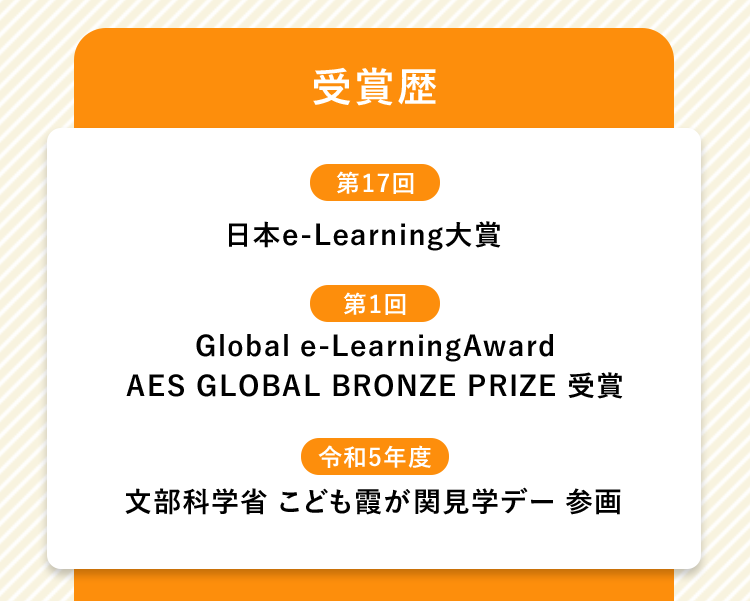 受賞歴
第17回
日本e-Learning大賞
第1回
Global e-LearningAward
AES GLOBAL BRONZE PRIZE 受賞
令和5年度
文部科学省 こども霞が関見学デー 参画